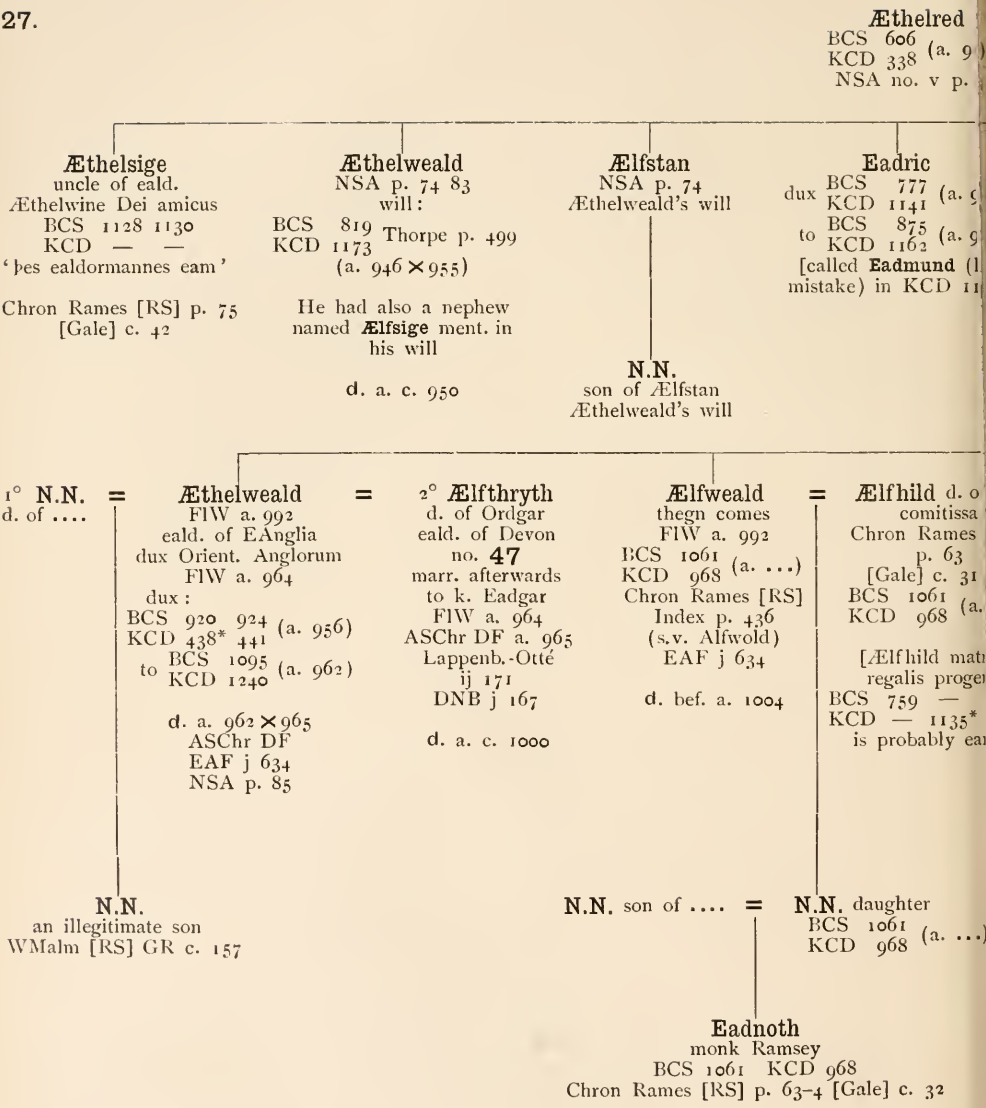 27.
Æthelred
BCS 606
KCD 338 (a. 9
NSA no. v p.
Æthelsige
uncle of eald.
Æthelwine Dei amicus
BCS 1128 1130
KCD — —
‘ þes ealdormannes eam ’
Chron Rames [RS] p. 75
[Gale] c. 42
Æthelweald
NSA p. 74 83
will :
BCS 819
KCD 1173 Thorpe p. 499
(a. 946 × 955)
He had also a nephew
named Ælfsige ment. in
his will
d. a. c. 950
Ælfstan
NSA p. 74
Æthelweald's will
N.N.
son of Ælfstan
Æthelweald's will
Eadric
dux BCS 777
KCD 1141 (a.
to BCS 875
KCD 1162 (a. 9
[called Eadmund (
mistake) in KCD
1° N.N. =
d. of ....
Æthelweald =
FlW a. 992
eald. of EAnglia
dux Orient. Anglorum
FlW a. 964
dux :
BCS 920 924
KCD 438* 441 (a. 956)
to BCS 1095
KCD 1240 (a. 962)
d. a. 962 × 965
ASChr DF
EAF j 634
NSA p. 85
2° Ælfthryth
d. of Ordgar
eald. of Devon
no. 47
marr. afterwards
to k. Eadgar
FlW a. 964
ASChr DF a. 965
Lappenb.-Otté
ij 171
DNB j 167
d. a. c. 1000
Ælfweald =
thegn comes
FlW a. 992
BCS 1061
KCD 968 (a. ...)
Chron Rames [RS]
Index p. 436
(s.v. Alfwold)
EAF j 634
d. bef. a. 1004
Ælfhild d. o
comitissa
Chron Rames
p. 63
[Gale] c. 31
BCS 1061
KCD 968 (a.
[Ælfhild
regalis
BCS 759 —
KCD — 1135*
is probably
N.N.
an illegitimate son
WMalm [RS] GR c. 157
N.N. son of .... =
N.N. daughter
BCS 1061
KCD 968 (a. ...)
Eadnoth
monk Ramsey
BCS 1061 KCD 968
Chron Rames [RS] p. 63-4 [Gale] c. 32